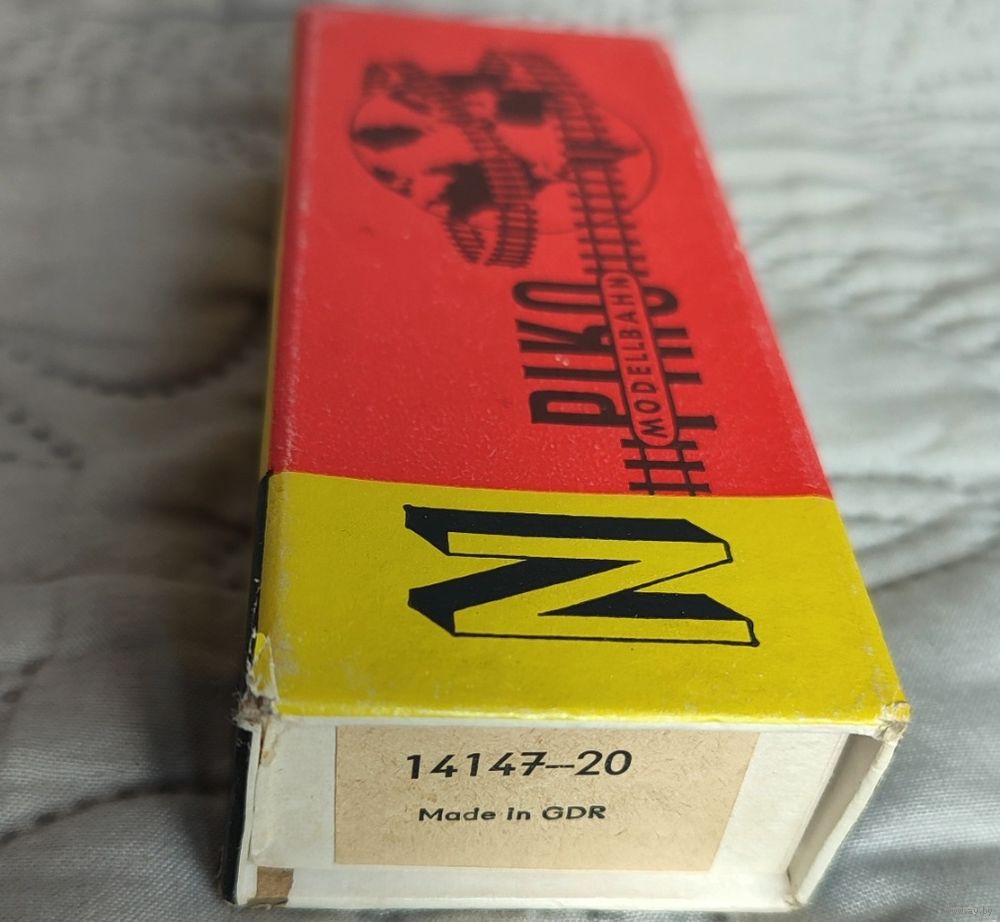 PIKO
MODELLBAHN
N
14147-20
Made in GDR